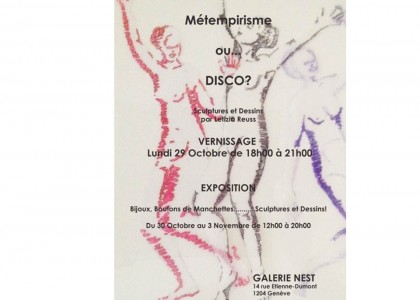 Métempirisme
ou...
DISCO?
Sculptures et Dessins
par Letizia Reuss
VERNISSAGE
Lundi 29 Octobre de 18h00 à 21h00
EXPOSITION
Bijoux, Boutons de Manchettes........Sculptures et Dessins!
Du 30 Octobre au 3 Novembre de 12h00 à 20h00
GALERIE NEST
14 rue Etienne-Dumont
1204 Genève